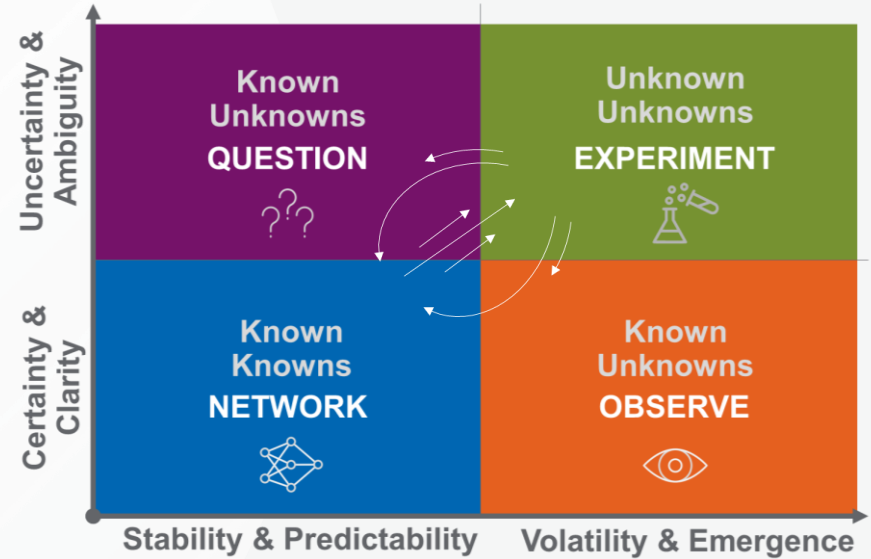 Uncertainty &
Ambiguity
Known
Unknowns
QUESTION
???
Unknown
Unknowns
EXPERIMENT
Certainty &
Clarity
Known
Knowns
NETWORK
Known
Unknowns
OBSERVE
Stability & Predictability
Volatility & Emergence